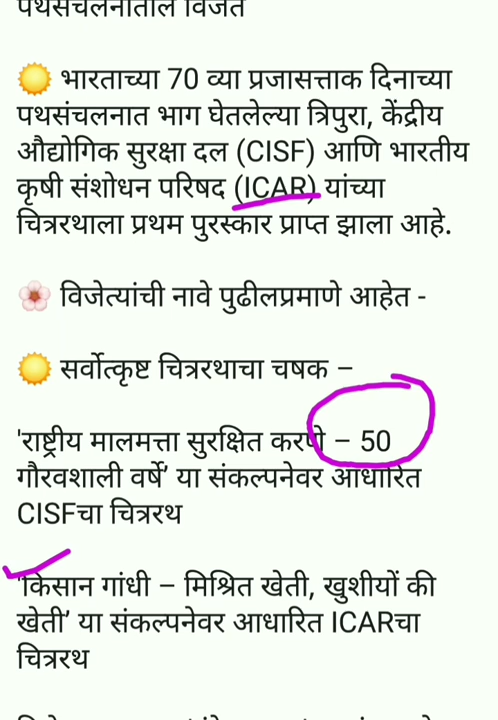 पथसंचलनातील विजेते
भारताच्या 70 व्या प्रजासत्ताक दिनाच्या
पथसंचलनात भाग घेतलेल्या त्रिपुरा, केंद्रीय
औद्योगिक सुरक्षा दल (CISF) आणि भारतीय
कृषी संशोधन परिषद (ICAR) यांच्या
चित्ररथाला प्रथम पुरस्कार प्राप्त झाला आहे.
विजेत्यांची नावे पुढीलप्रमाणे आहेत -
सर्वोत्कृष्ट चित्ररथाचा चषक –
'राष्ट्रीय मालमत्ता सुरक्षित करणे – 50
गौरवशाली वर्षे’ या संकल्पनेवर आधारित
CISFचा चित्ररथ
'किसान गांधी – मिश्रित खेती, खुशीयों की
खेती’ या संकल्पनेवर आधारित ICARचा
चित्ररथ